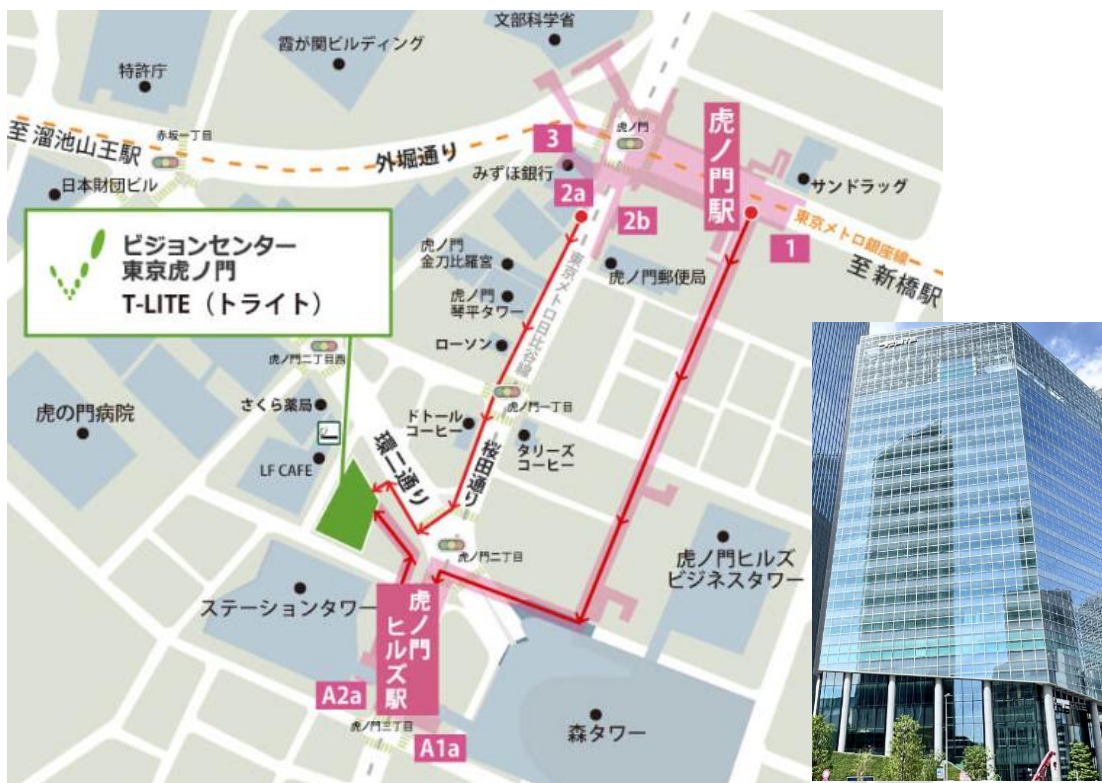 文部科学省
霞が関ビルディング
特許庁
至溜池山王駅
赤坂一丁目
外堀通り
虎ノ門
3
虎ノ門駅
みずほ銀行
日本財団ビル
2a
サンドラッグ
2b
1
東京メトロ銀座線
至新橋駅
ビジョンセンター
東京虎ノ門
T-LITE（トライト）
虎ノ門
金刀比羅宮
虎ノ門郵便局
東京メトロ日比谷線
虎ノ門
琴平タワー
ローソン
虎ノ門二丁目西
虎ノ門一丁目
さくら薬局
虎の門病院
ドトール
コーヒー
タリーズ
コーヒー
環二通り
桜田通り
LF CAFE
虎ノ門二丁目
虎ノ門ヒルズ
ビジネスタワー
ステーションタワー
虎ノ門
ヒルズ駅
A2a
虎ノ門三丁目
A1a
森タワー